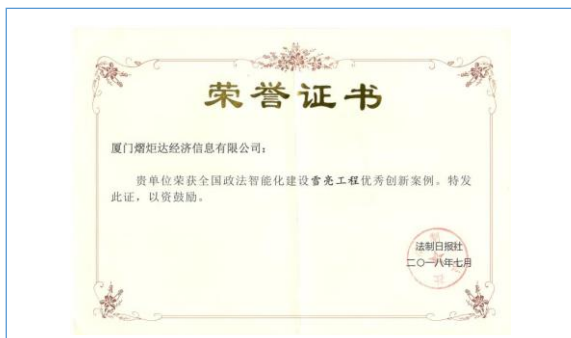 荣誉证书
厦门熠炬达经济信息有限公司：
贵单位荣获全国政法智能化建设雪亮工程优秀创新案例。特发
此证，以资鼓励。
法制日报社
二〇一八年七月